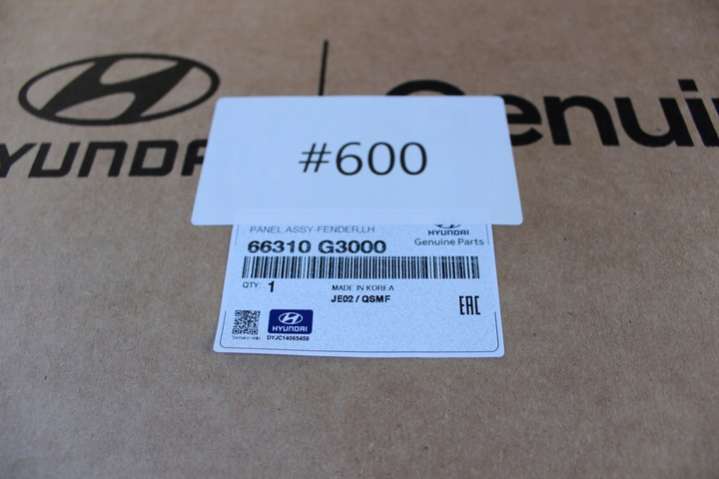 HYUNDAI
Genui
#600
PANEL ASSY-FENDER,LH
66310 G3000
HYUNDAI
Genuine Parts
QTY: 1
MADE IN KOREA
JE02 / QSMF
EAC
HYUNDAI
DYJC14065459